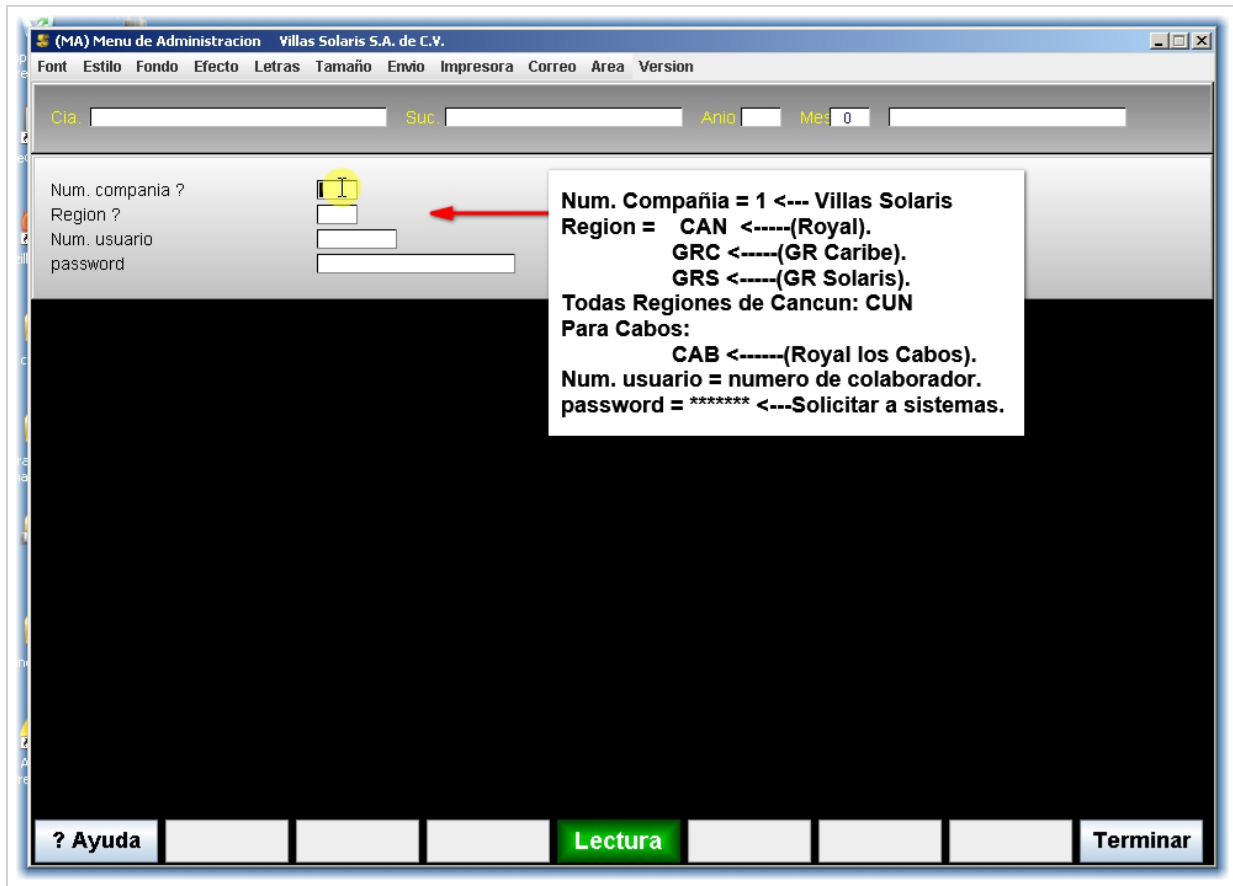 (MA) Menu de Administracion Villas Solaris S.A. de C.V.
Font Estilo Fondo Efecto Letras Tamaño Envio Impresora Correo Area Version
Cia. Suc. Anio Mes 0
Num. compania ?
Region ?
Num. usuario
password
Num. Compañia = 1 <--- Villas Solaris
Region = CAN <-----(Royal).
GRC <-----(GR Caribe).
GRS <-----(GR Solaris).
Todas Regiones de Cancun: CUN
Para Cabos:
CAB <------(Royal los Cabos).
Num. usuario = numero de colaborador.
password = ******* <---Solicitar a sistemas.
? Ayuda Lectura Terminar